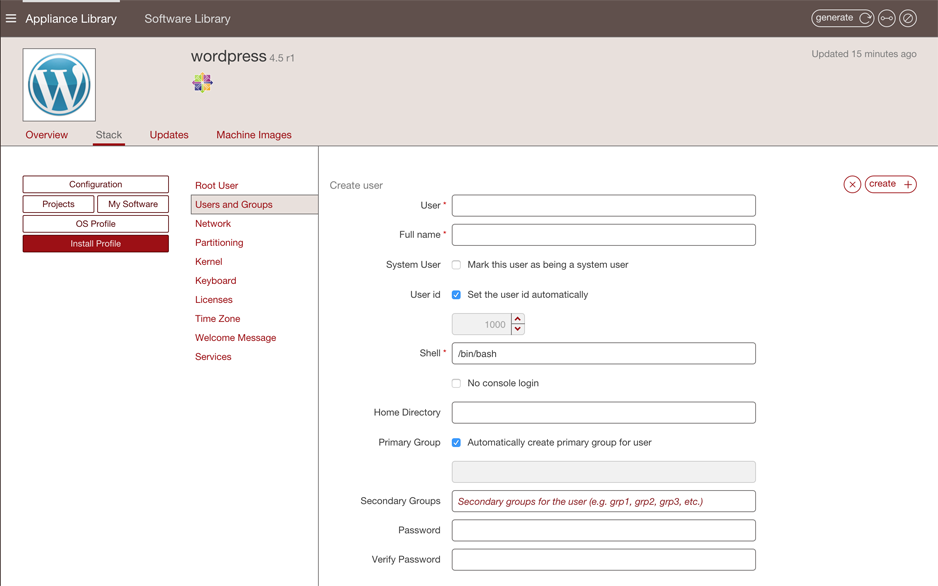 Appliance Library Software Library generate
wordpress 4.5 r1 Updated 15 minutes ago
Overview Stack Updates Machine Images
Configuration
Projects My Software
OS Profile
Install Profile
Root User
Users and Groups
Network
Partitioning
Kernel
Keyboard
Licenses
Time Zone
Welcome Message
Services
Create user create
User *
Full name *
System User Mark this user as being a system user
User id Set the user id automatically
1000
Shell * /bin/bash
No console login
Home Directory
Primary Group Automatically create primary group for user
Secondary Groups Secondary groups for the user (e.g. grp1, grp2, grp3, etc.)
Password
Verify Password